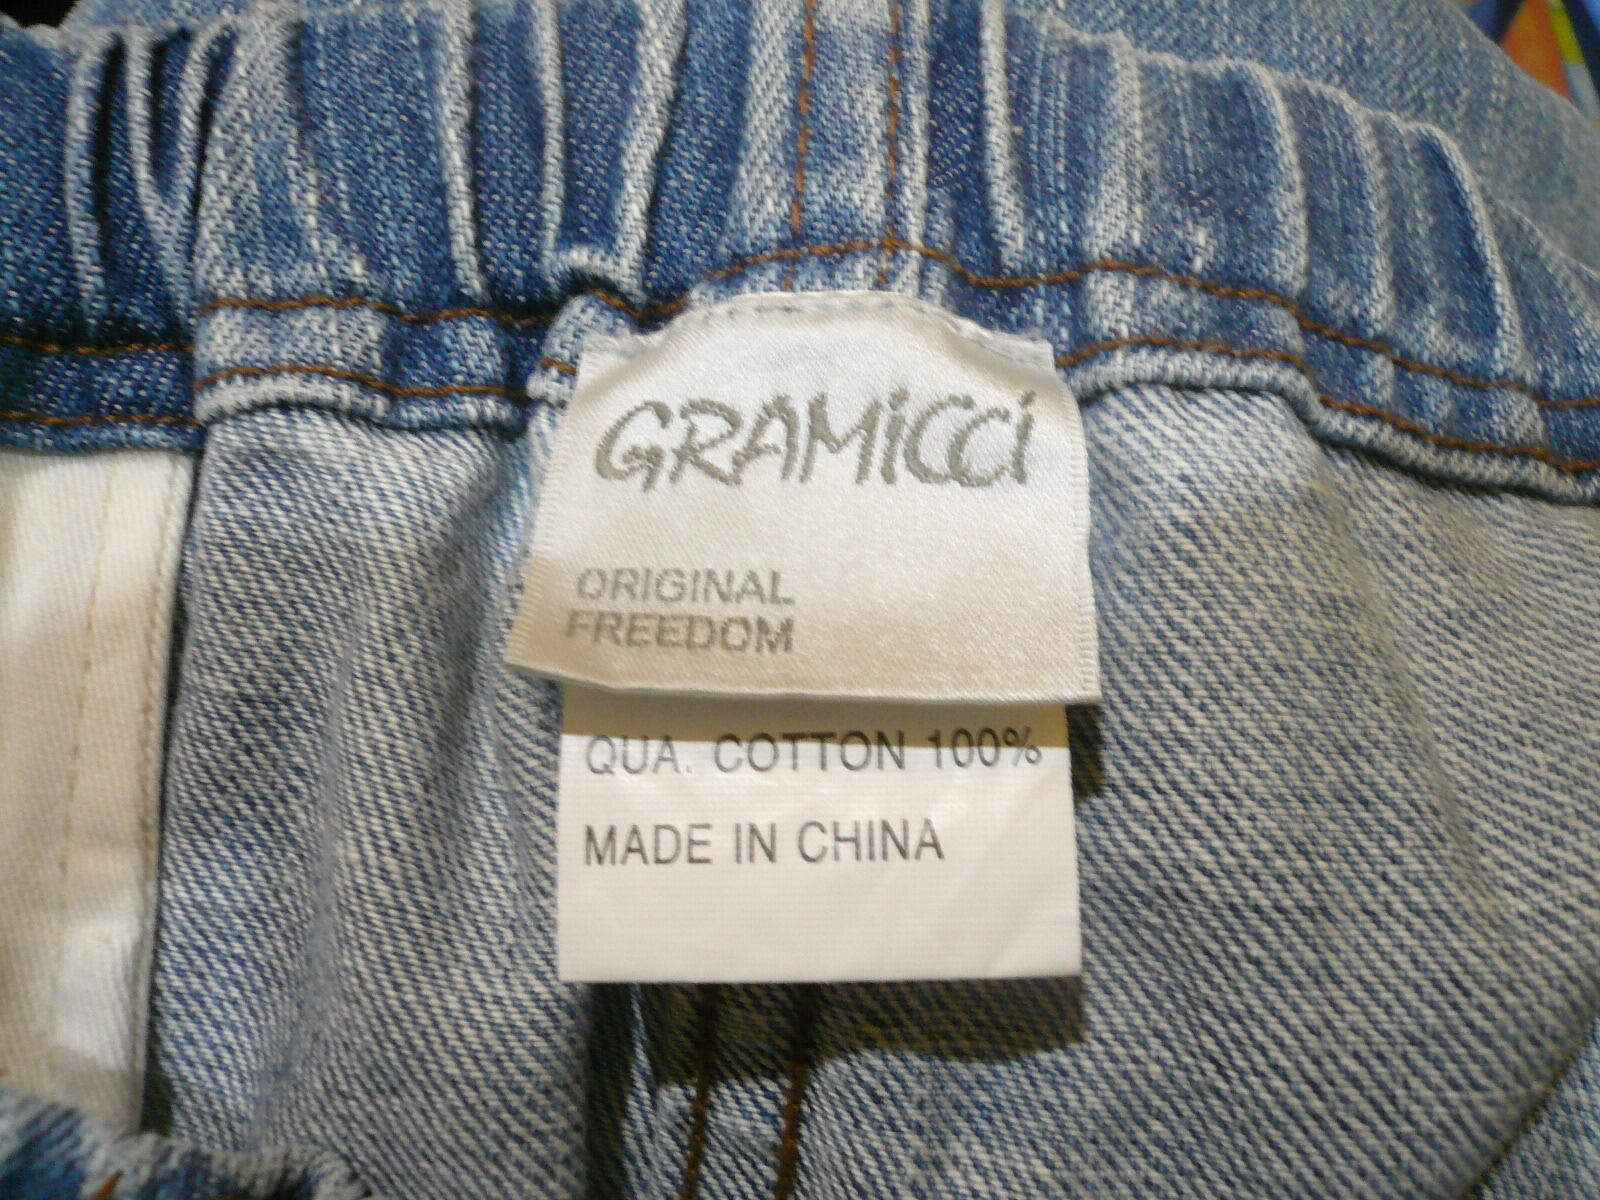 GRAMiCCi
ORIGINAL
FREEDOM
QUA. COTTON 100%
MADE IN CHINA